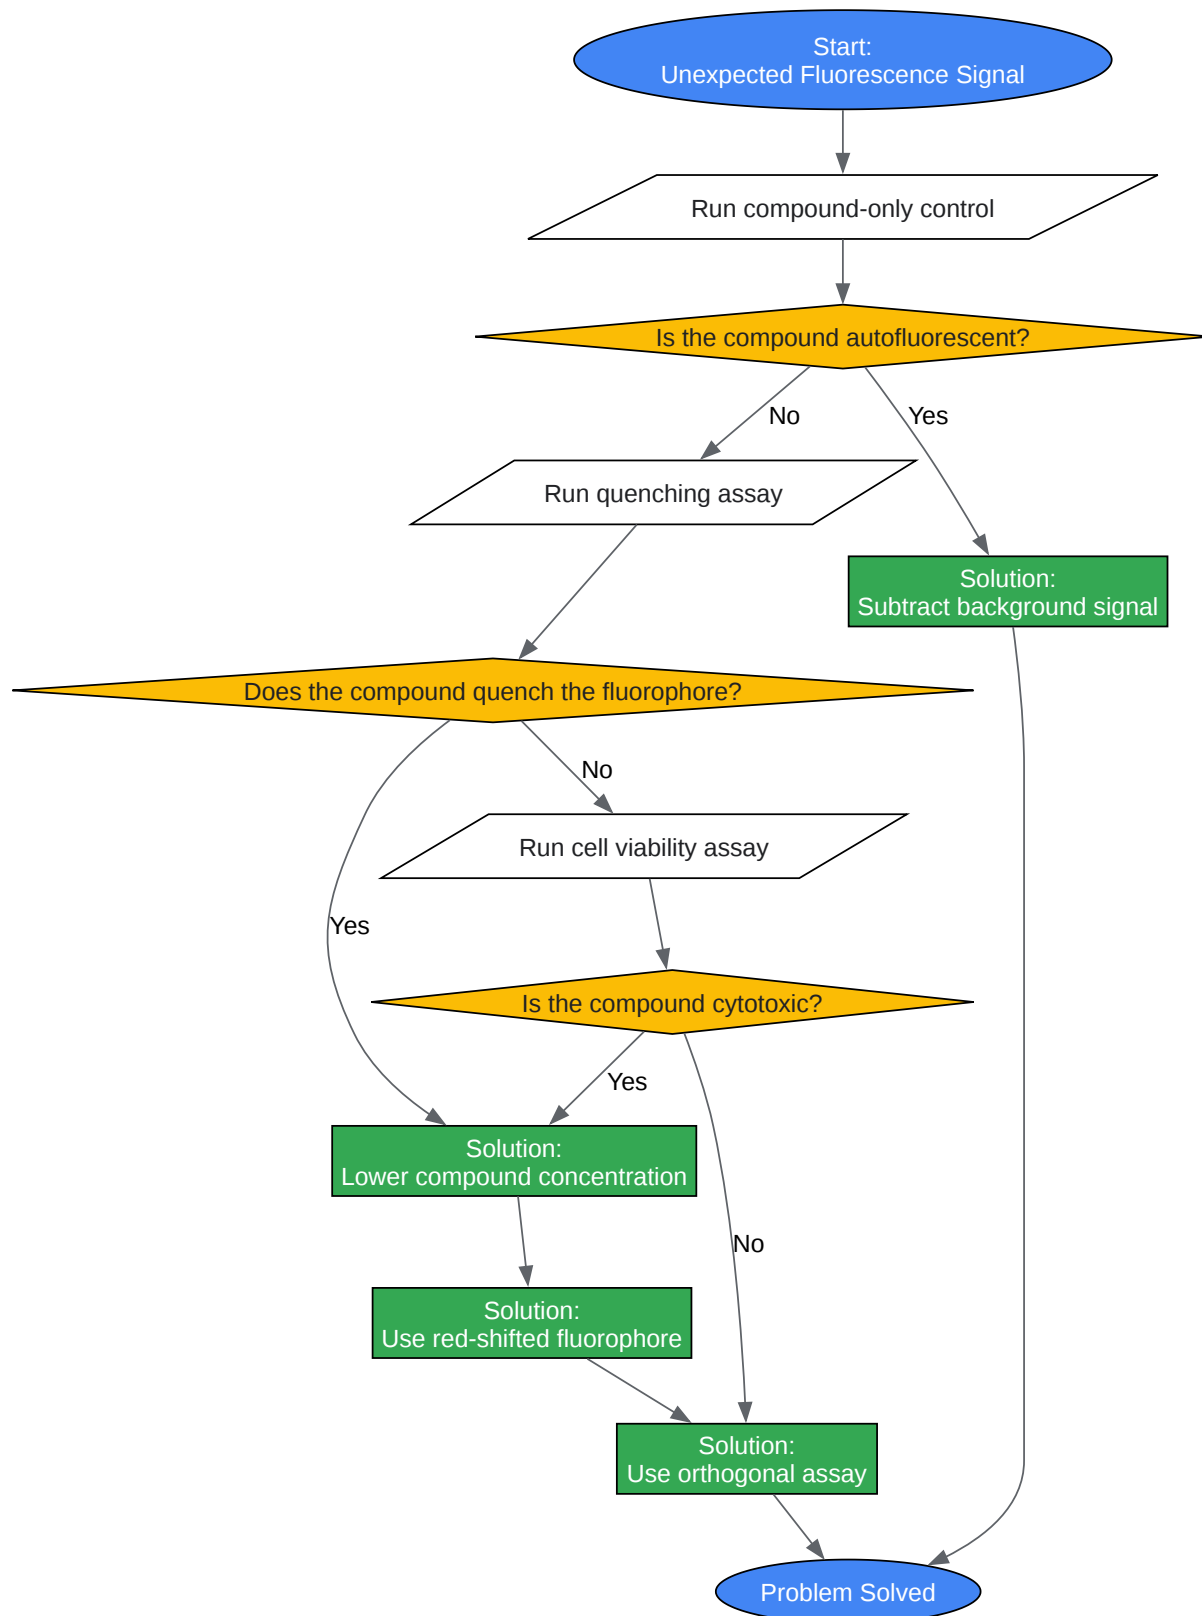 Start:
Unexpected Fluorescence Signal
Run compound-only control
Is the compound autofluorescent?
No
Yes
Run quenching assay
Solution:
Subtract background signal
Does the compound quench the fluorophore?
No
Run cell viability assay
Yes
Is the compound cytotoxic?
Yes
Solution:
Lower compound concentration
No
Solution:
Use red-shifted fluorophore
Solution:
Use orthogonal assay
Problem Solved